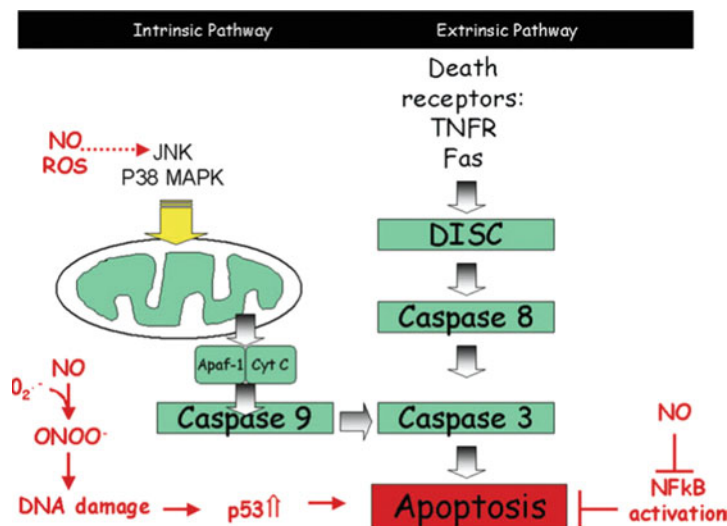 Intrinsic Pathway
Extrinsic Pathway
Death
receptors:
TNFR
Fas
NO
ROS
JNK
P38 MAPK
DISC
Caspase 8
Apaf-1
Cyt C
Caspase 9
Caspase 3
NO
O₂·⁻
ONOO⁻
DNA damage
p53⇑
Apoptosis
NO
NFkB
activation